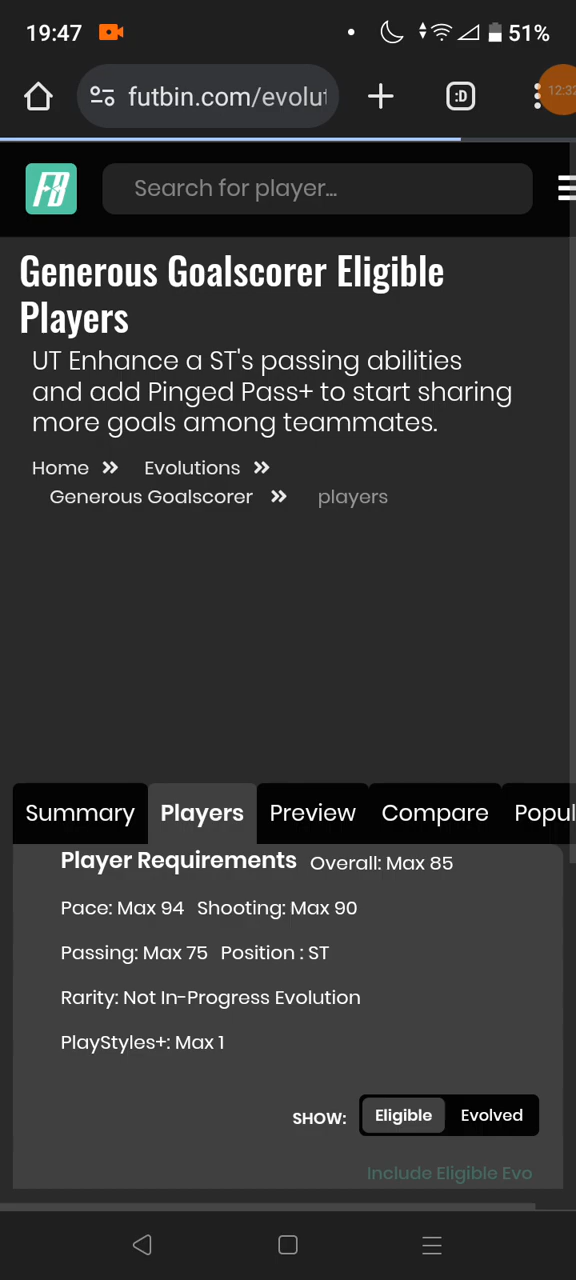 19:47 51%
futbin.com/evolut :D 12:32
Search for player...
Generous Goalscorer Eligible
Players
UT Enhance a ST's passing abilities
and add Pinged Pass+ to start sharing
more goals among teammates.
Home Evolutions
Generous Goalscorer players
Summary Players Preview Compare Popul
Player Requirements Overall: Max 85
Pace: Max 94 Shooting: Max 90
Passing: Max 75 Position : ST
Rarity: Not In-Progress Evolution
PlayStyles+: Max 1
SHOW: Eligible Evolved
Include Eligible Evo